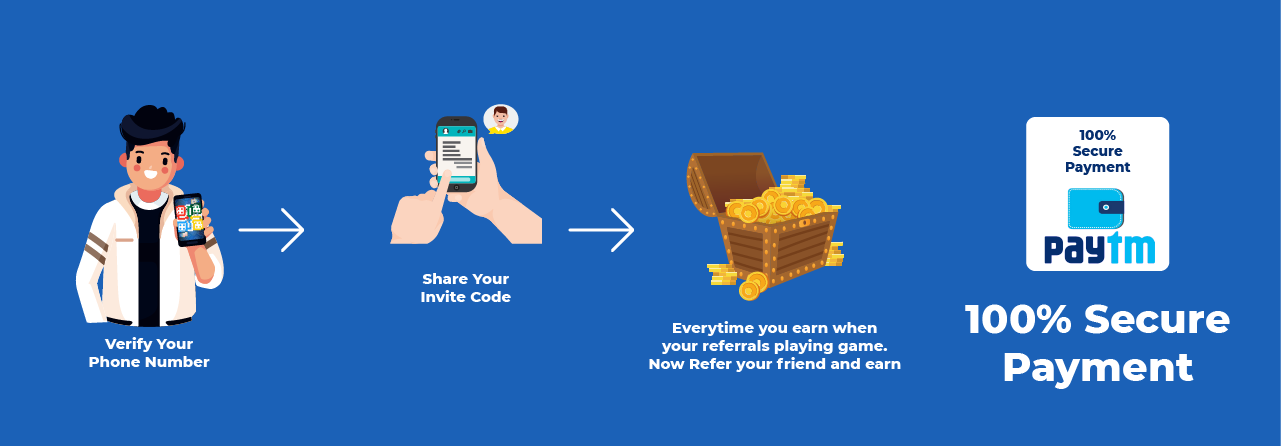 Verify Your
Phone Number
Share Your
Invite Code
Everytime you earn when
your referrals playing game.
Now Refer your friend and earn
100%
Secure
Payment
paytm
100% Secure
Payment